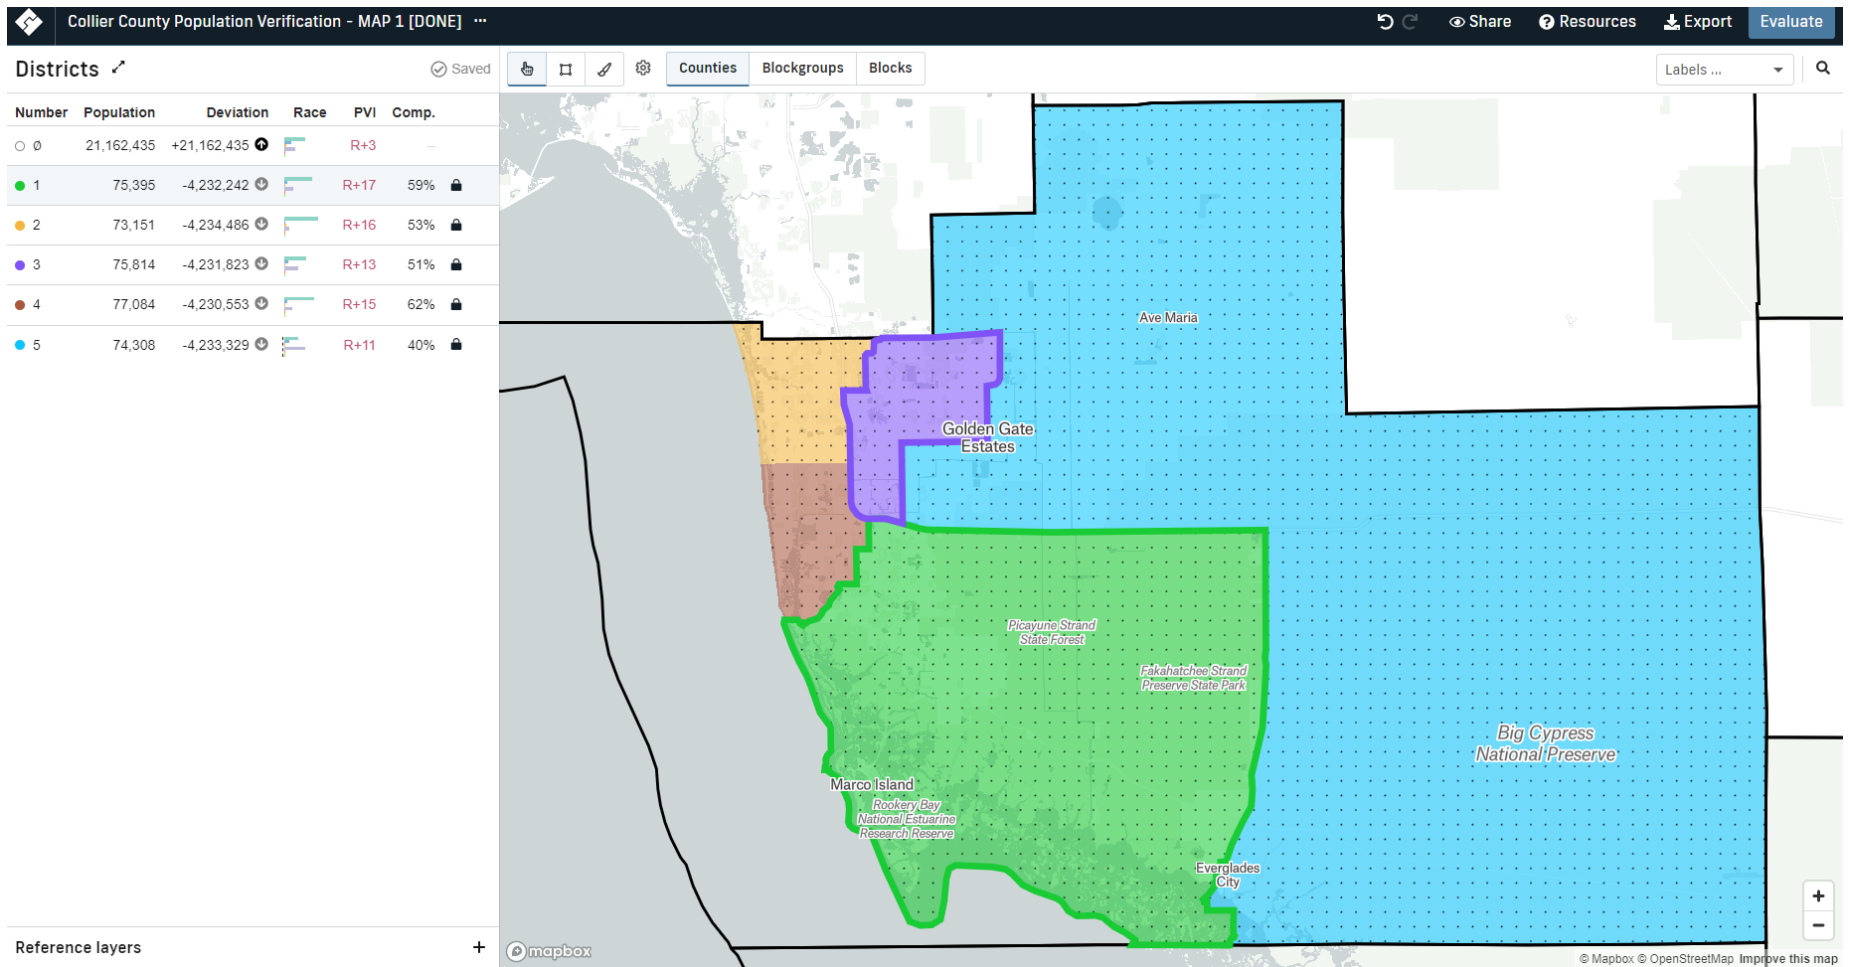 Collier County Population Verification - MAP 1 [DONE] ···
Share
Resources
Export
Evaluate
Districts
Saved
Counties
Blockgroups
Blocks
Labels ...
Number Population Deviation Race PVI Comp.
Ø 21,162,435 +21,162,435 R+3 —
1 75,395 -4,232,242 R+17 59%
2 73,151 -4,234,486 R+16 53%
3 75,814 -4,231,823 R+13 51%
4 77,084 -4,230,553 R+15 62%
5 74,308 -4,233,329 R+11 40%
Ave Maria
Golden Gate
Estates
Picayune Strand
State Forest
Fakahatchee Strand
Preserve State Park
Big Cypress
National Preserve
Marco Island
Rookery Bay
National Estuarine
Research Reserve
Everglades
City
Reference layers +
mapbox
+
−
© Mapbox © OpenStreetMap Improve this map